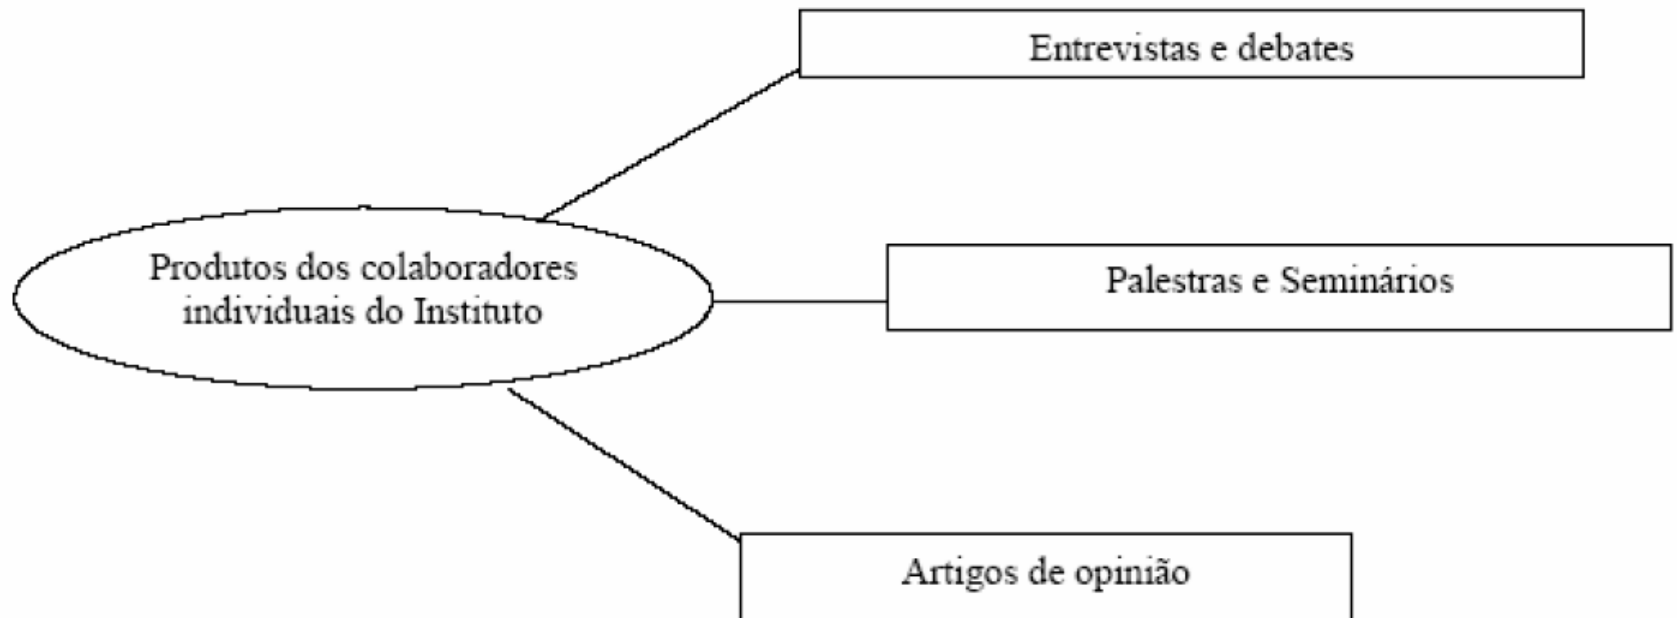 Entrevistas e debates
Produtos dos colaboradores
individuais do Instituto
Palestras e Seminários
Artigos de opinião